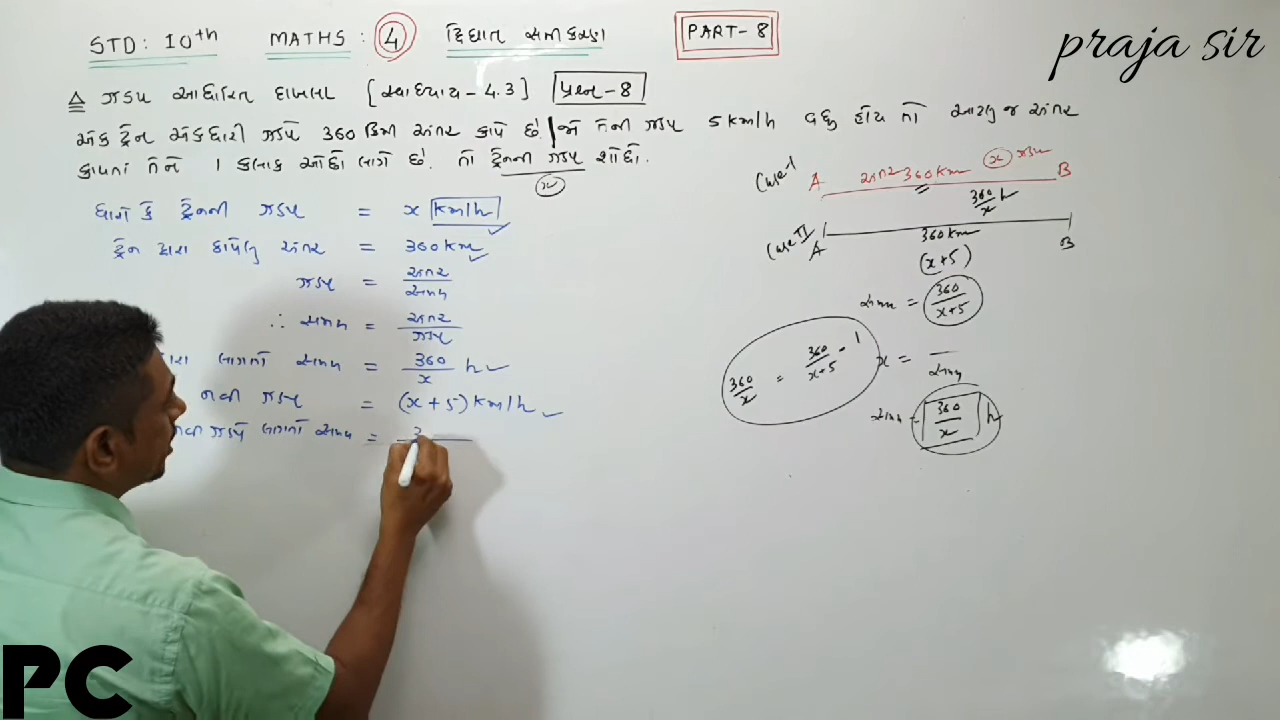 STD : 10th MATHS : 4 દ્વિઘાત સમીકરણ PART - 8
praja sir
△ ઝડપ આધારિત દાખલા [સ્વાધ્યાય - 4.3] પ્રશ્ન - 8
એક ટ્રેન એકધારી ઝડપે 360 કિમી અંતર કાપે છે. જો તેની ઝડપ 5 km/h વધુ હોય તો આટલુ જ અંતર
કાપતાં તેને 1 કલાક ઓછો લાગે છે. તો ટ્રેનની ઝડપ શોધો.
(x)
ધારો કે ટ્રેનની ઝડપ = x km/h
ટ્રેન દ્વારા કાપેલુ અંતર = 360 km
ઝડપ = અંતર / સમય
∴ સમય = અંતર / ઝડપ
લાગતો સમય = 360 / x h
નવી ઝડપ = (x + 5) km/h
ઝડપે લાગતો સમય = 3
Case-I A અંતર 360 km x ઝડપ B
360 / x h
Case II A 360 km B
(x + 5)
સમય = 360 / x+5
360 / x = 360 / x+5 - 1
x = — / સમય
સમય = 360 / x h
PC